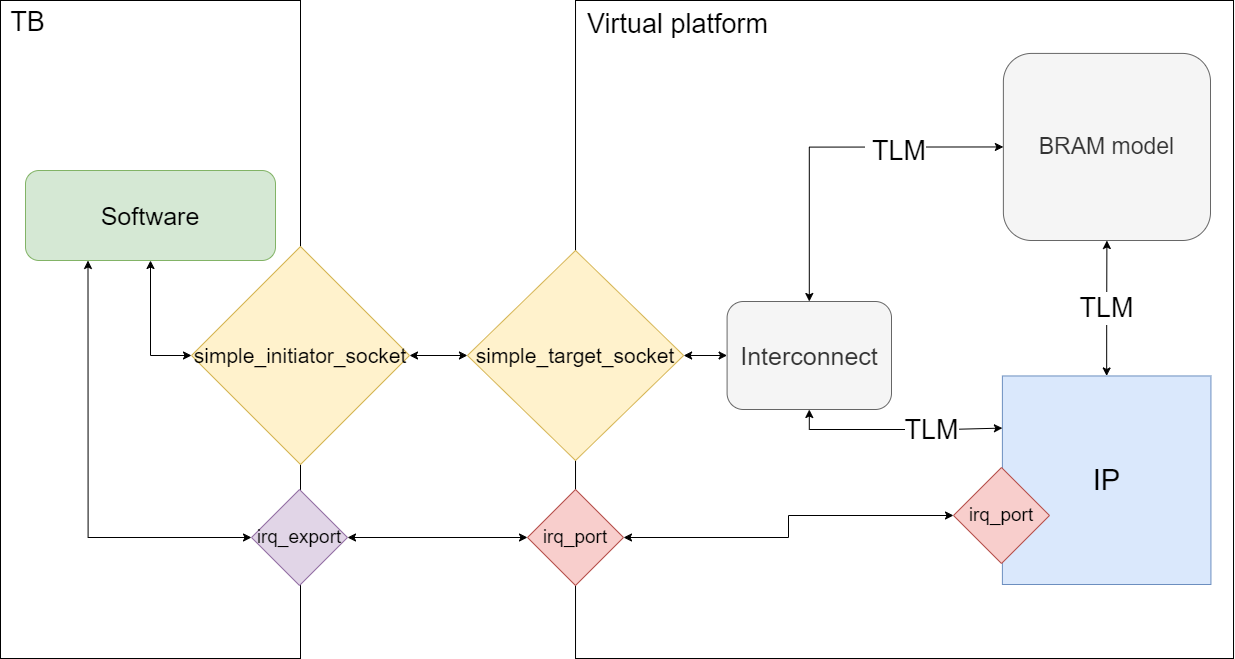 TB
Virtual platform
BRAM model
TLM
Software
TLM
simple_initiator_socket
simple_target_socket
Interconnect
TLM
IP
irq_port
irq_export
irq_port